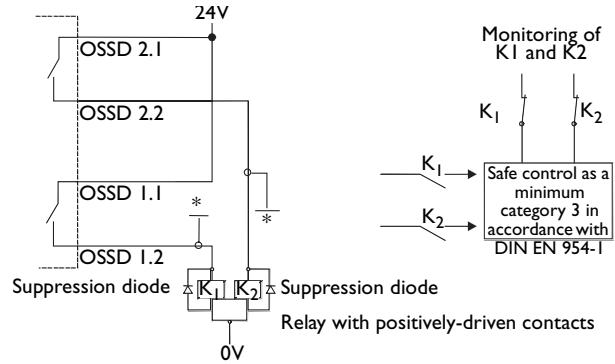 24V
OSSD 2.1
OSSD 2.2
OSSD 1.1
*
*
OSSD 1.2
Suppression diode
K1
K2
Suppression diode
Relay with positively-driven contacts
0V
Monitoring of
K1 and K2
K1
K2
K1
K2
Safe control as a
minimum
category 3 in
accordance with
DIN EN 954-1